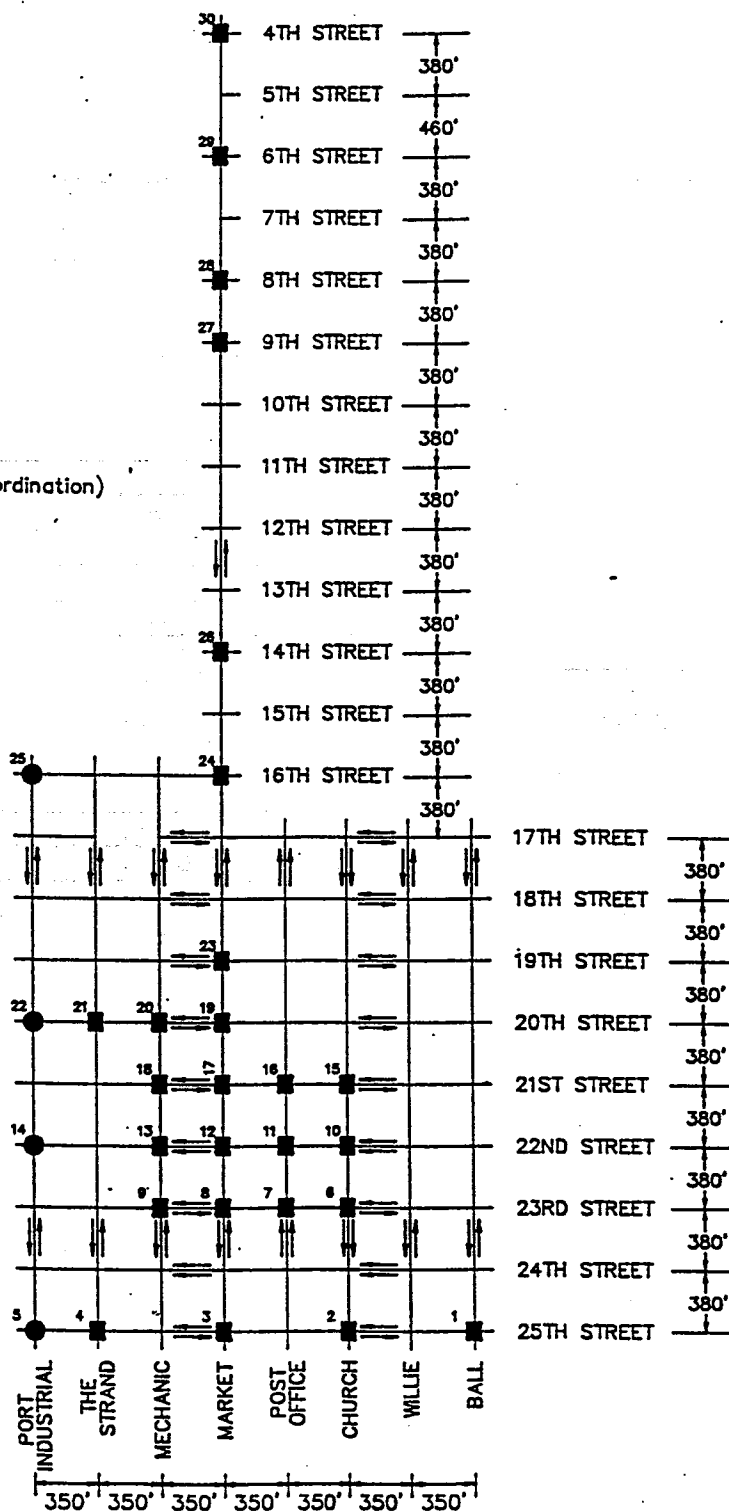 30
4TH STREET
380'
5TH STREET
460'
29
6TH STREET
380'
7TH STREET
380'
28
8TH STREET
380'
27
9TH STREET
380'
10TH STREET
380'
11TH STREET
ordination)
380'
12TH STREET
380'
13TH STREET
380'
26
14TH STREET
380'
15TH STREET
380'
25
24
16TH STREET
380'
17TH STREET
380'
18TH STREET
380'
23
19TH STREET
380'
22
21
20
19
20TH STREET
380'
18
17
16
15
21ST STREET
380'
14
13
12
11
10
22ND STREET
380'
9
8
7
6
23RD STREET
380'
24TH STREET
380'
5
4
3
2
1
25TH STREET
PORT
INDUSTRIAL
THE
STRAND
MECHANIC
MARKET
POST
OFFICE
CHURCH
WILLIE
BALL
350' 350' 350' 350' 350' 350' 350'